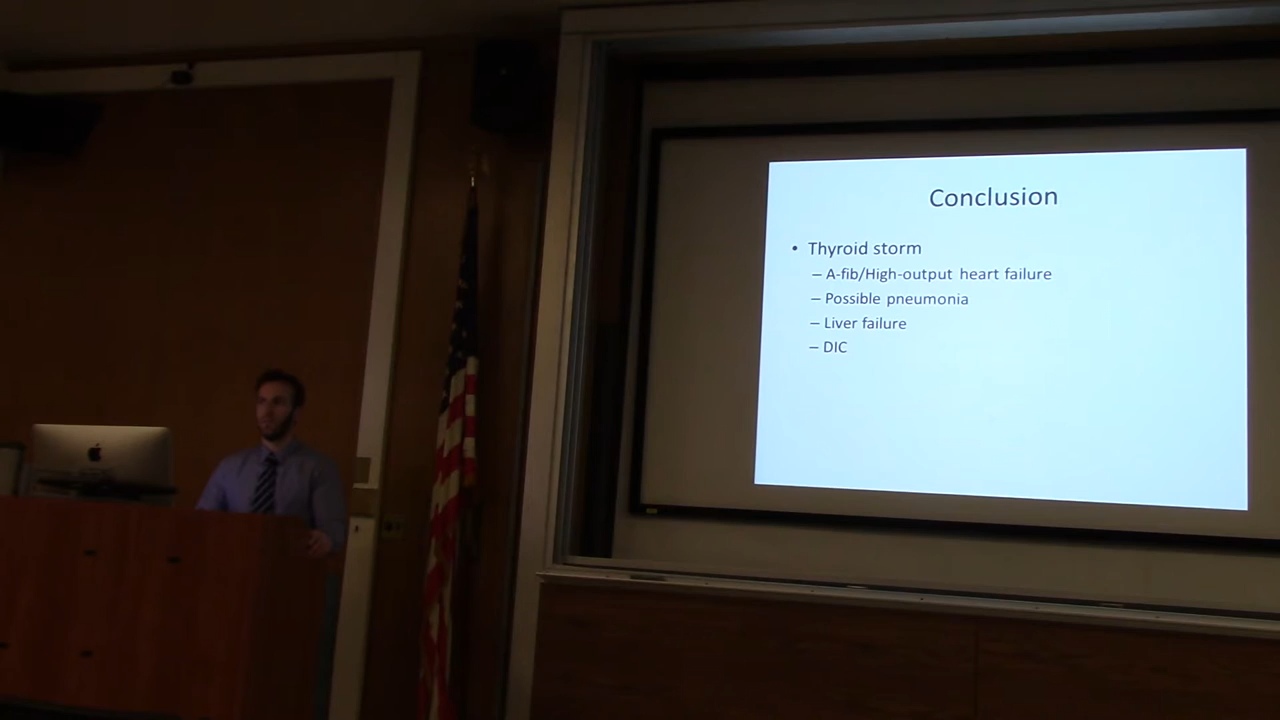 Conclusion
• Thyroid storm
– A-fib/High-output heart failure
– Possible pneumonia
– Liver failure
– DIC